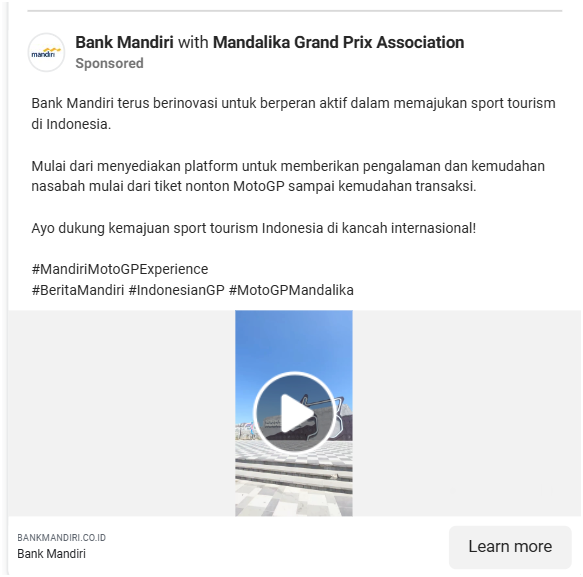 mandiri
Bank Mandiri with Mandalika Grand Prix Association
Sponsored
Bank Mandiri terus berinovasi untuk berperan aktif dalam memajukan sport tourism
di Indonesia.
Mulai dari menyediakan platform untuk memberikan pengalaman dan kemudahan
nasabah mulai dari tiket nonton MotoGP sampai kemudahan transaksi.
Ayo dukung kemajuan sport tourism Indonesia di kancah internasional!
#MandiriMotoGPExperience
#BeritaMandiri #IndonesianGP #MotoGPMandalika
BANKMANDIRI.CO.ID
Bank Mandiri
Learn more